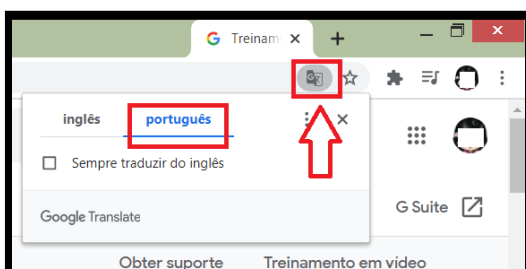 G Treinam
inglês português
Sempre traduzir do inglês
Google Translate
G Suite
Obter suporte Treinamento em vídeo